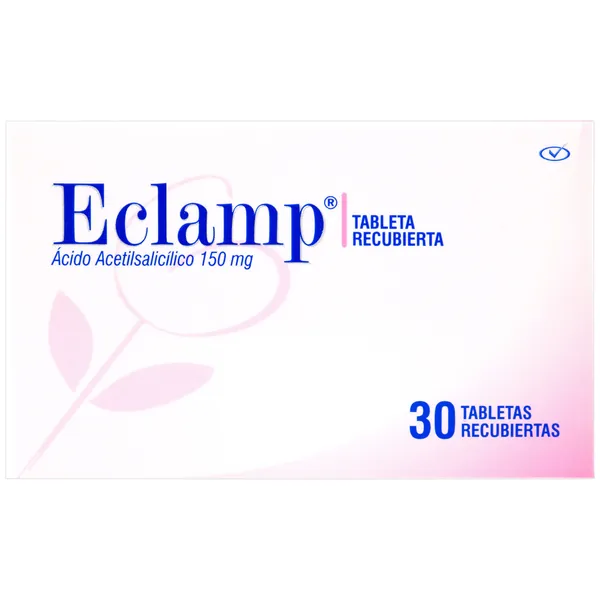 Eclamp®
TABLETA
RECUBIERTA
Ácido Acetilsalicílico 150 mg
30 TABLETAS
RECUBIERTAS